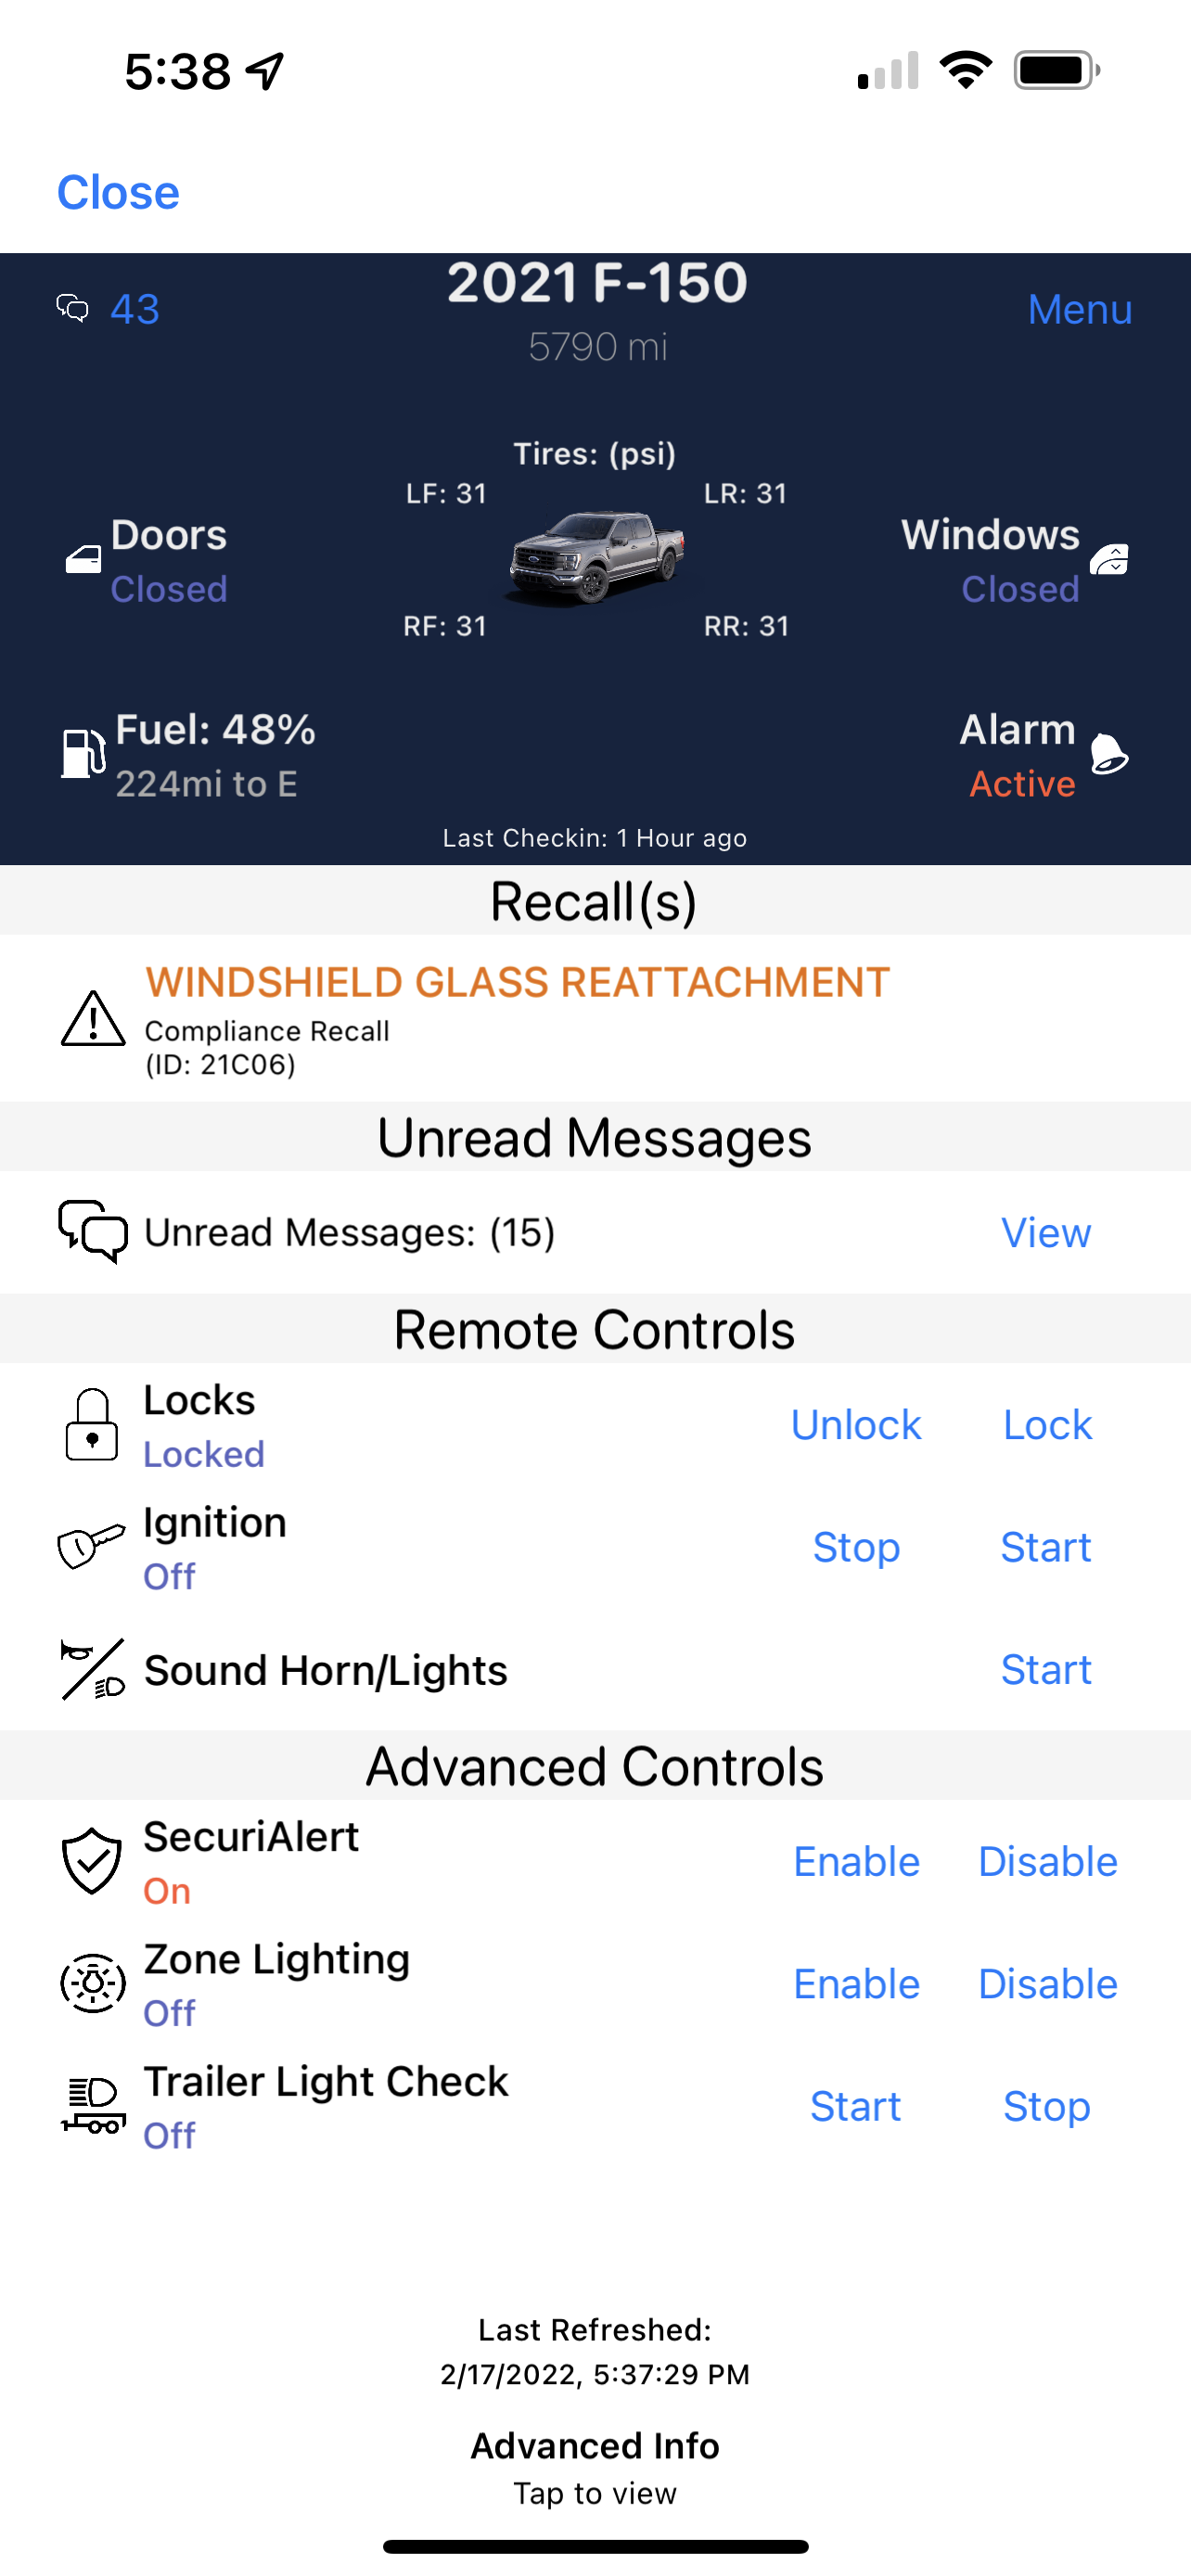 5:38
Close
43
2021 F-150
Menu
5790 mi
Tires: (psi)
LF: 31
LR: 31
Doors
Closed
Windows
Closed
RF: 31
RR: 31
Fuel: 48%
224mi to E
Alarm
Active
Last Checkin: 1 Hour ago
Recall(s)
WINDSHIELD GLASS REATTACHMENT
Compliance Recall
(ID: 21C06)
Unread Messages
Unread Messages: (15)
View
Remote Controls
Locks
Locked
Unlock
Lock
Ignition
Off
Stop
Start
Sound Horn/Lights
Start
Advanced Controls
SecuriAlert
On
Enable
Disable
Zone Lighting
Off
Enable
Disable
Trailer Light Check
Off
Start
Stop
Last Refreshed:
2/17/2022, 5:37:29 PM
Advanced Info
Tap to view